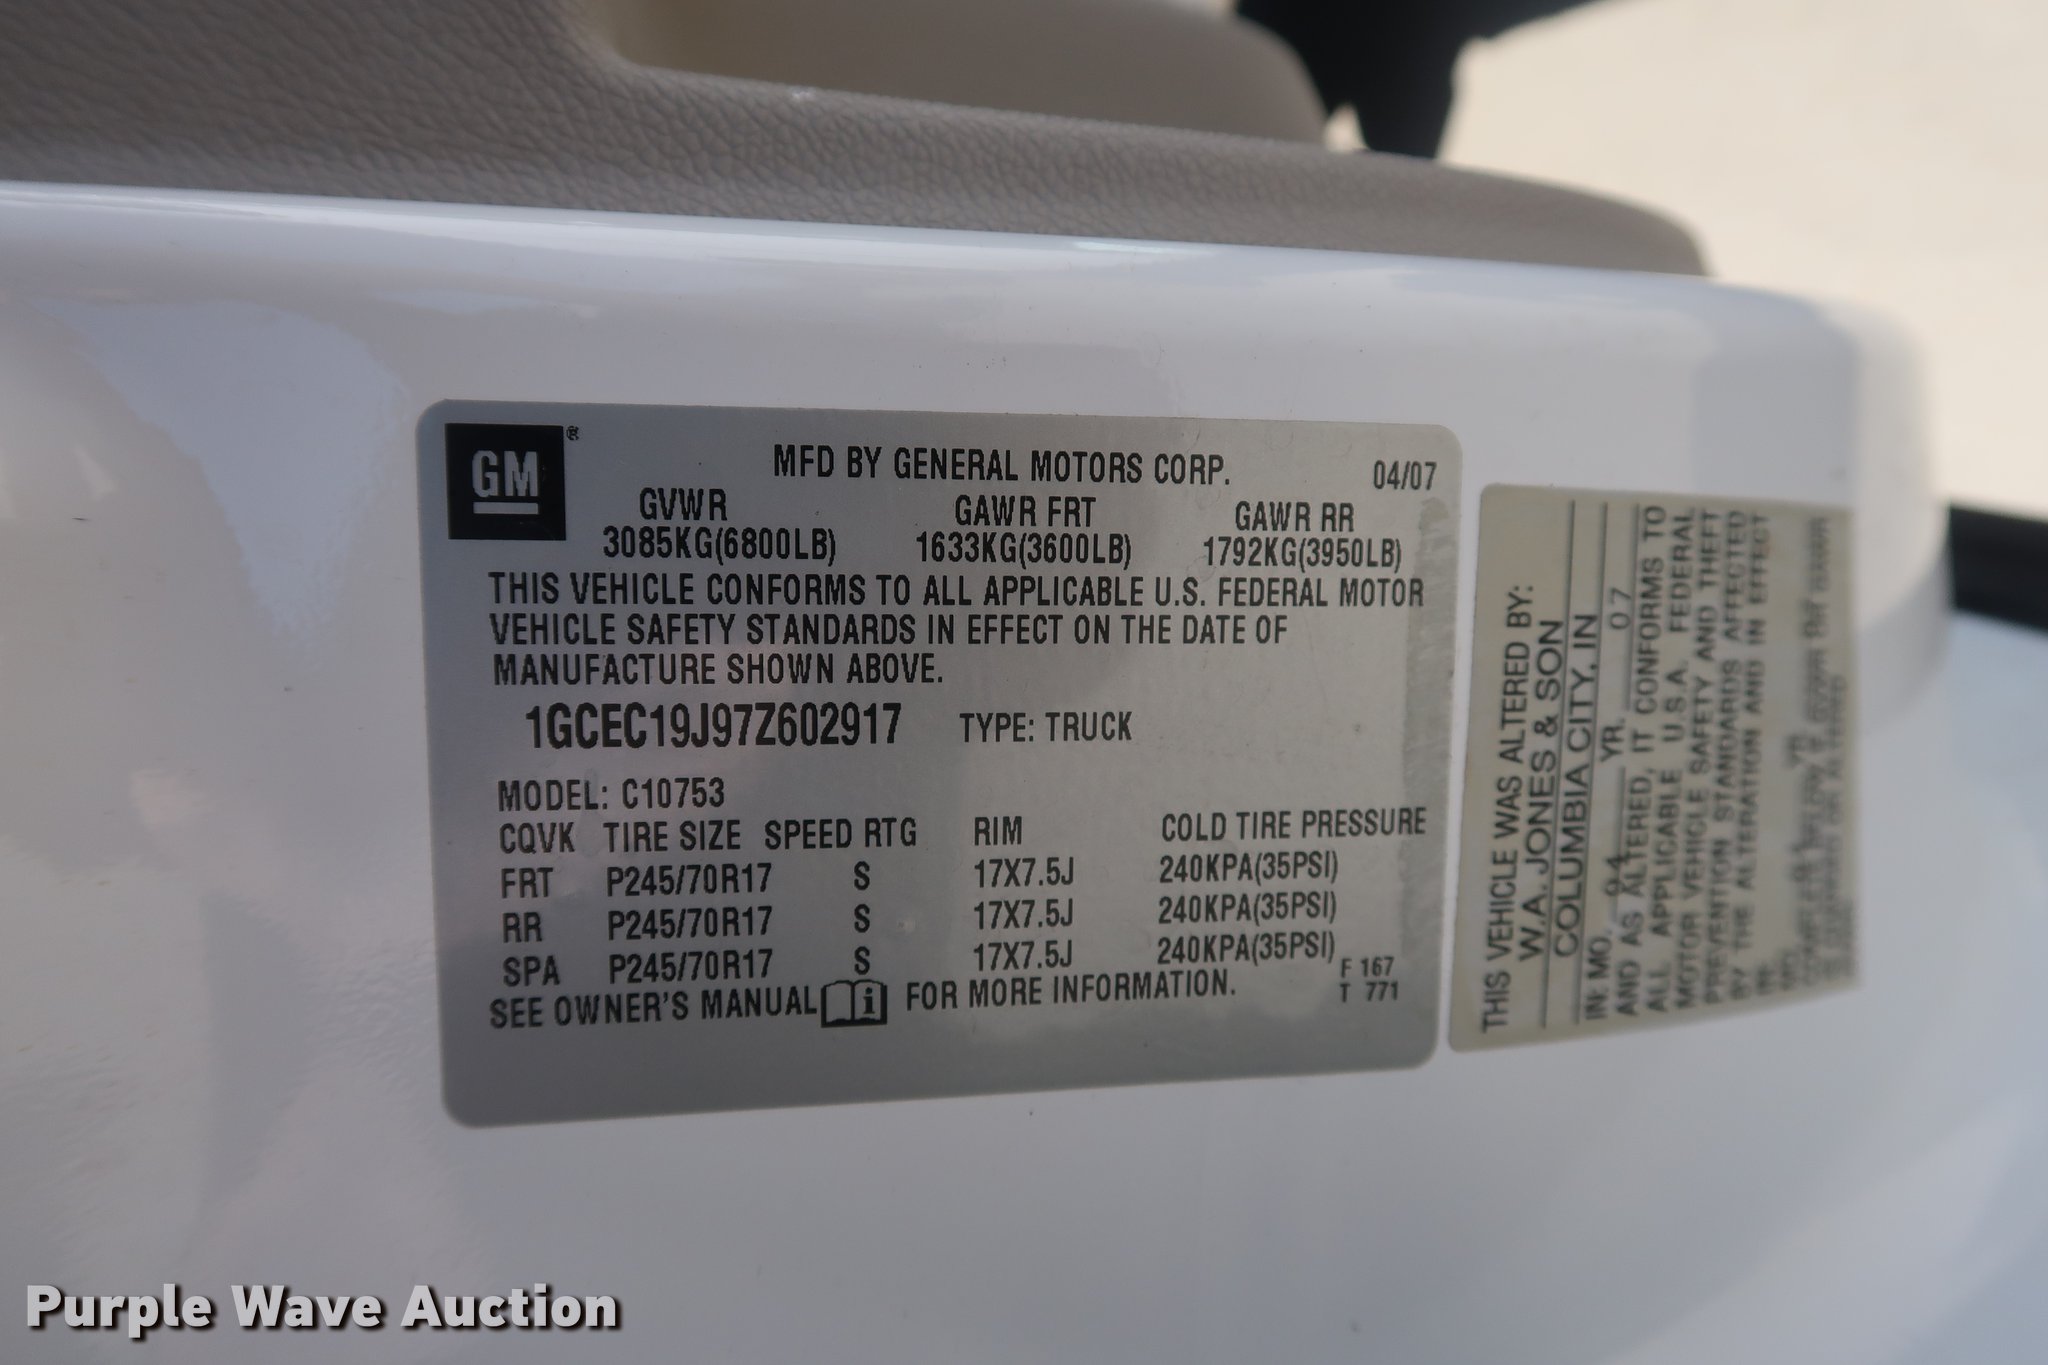 GM®
MFD BY GENERAL MOTORS CORP. 04/07
GVWR GAWR FRT GAWR RR
3085KG(6800LB) 1633KG(3600LB) 1792KG(3950LB)
THIS VEHICLE CONFORMS TO ALL APPLICABLE U.S. FEDERAL MOTOR
VEHICLE SAFETY STANDARDS IN EFFECT ON THE DATE OF
MANUFACTURE SHOWN ABOVE.
1GCEC19J97Z602917 TYPE: TRUCK
MODEL: C10753
CQVK TIRE SIZE SPEED RTG RIM COLD TIRE PRESSURE
FRT P245/70R17 S 17X7.5J 240KPA(35PSI)
RR P245/70R17 S 17X7.5J 240KPA(35PSI)
SPA P245/70R17 S 17X7.5J 240KPA(35PSI)
SEE OWNER'S MANUAL i FOR MORE INFORMATION.
F 167
T 771
THIS VEHICLE WAS ALTERED BY:
W.A. JONES & SON
COLUMBIA CITY, IN
IN: MO. 04 YR. 07
AND AS ALTERED, IT CONFORMS TO
ALL APPLICABLE U.S.A. FEDERAL
MOTOR VEHICLE SAFETY AND THEFT
PREVENTION STANDARDS AFFECTED
BY THE ALTERATION AND IN EFFECT
Purple Wave Auction